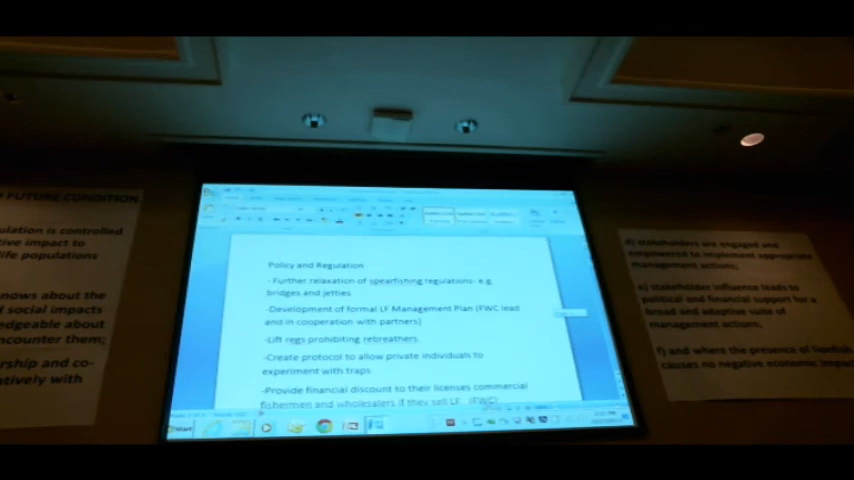 FUTURE CONDITION
ulation is controlled
tive impact to
life populations
nows about the
d social impacts
edgeable about
ncounter them;
rship and co-
atively with
Policy and Regulation
- Further relaxation of spearfishing regulations- e.g.
bridges and jetties
-Development of formal LF Management Plan (FWC lead
and in cooperation with partners)
-Lift regs prohibiting rebreathers.
-Create protocol to allow private individuals to
experiment with traps.
-Provide financial discount to their licenses commercial
fishermen and wholesalers if they sell LF. (FWC)
Start
d) stakeholders are engaged and
empowered to implement appropriate
management actions;
e) stakeholder influence leads to
political and financial support for a
broad and adaptive suite of
management actions;
f) and where the presence of lionfish
causes no negative economic impact